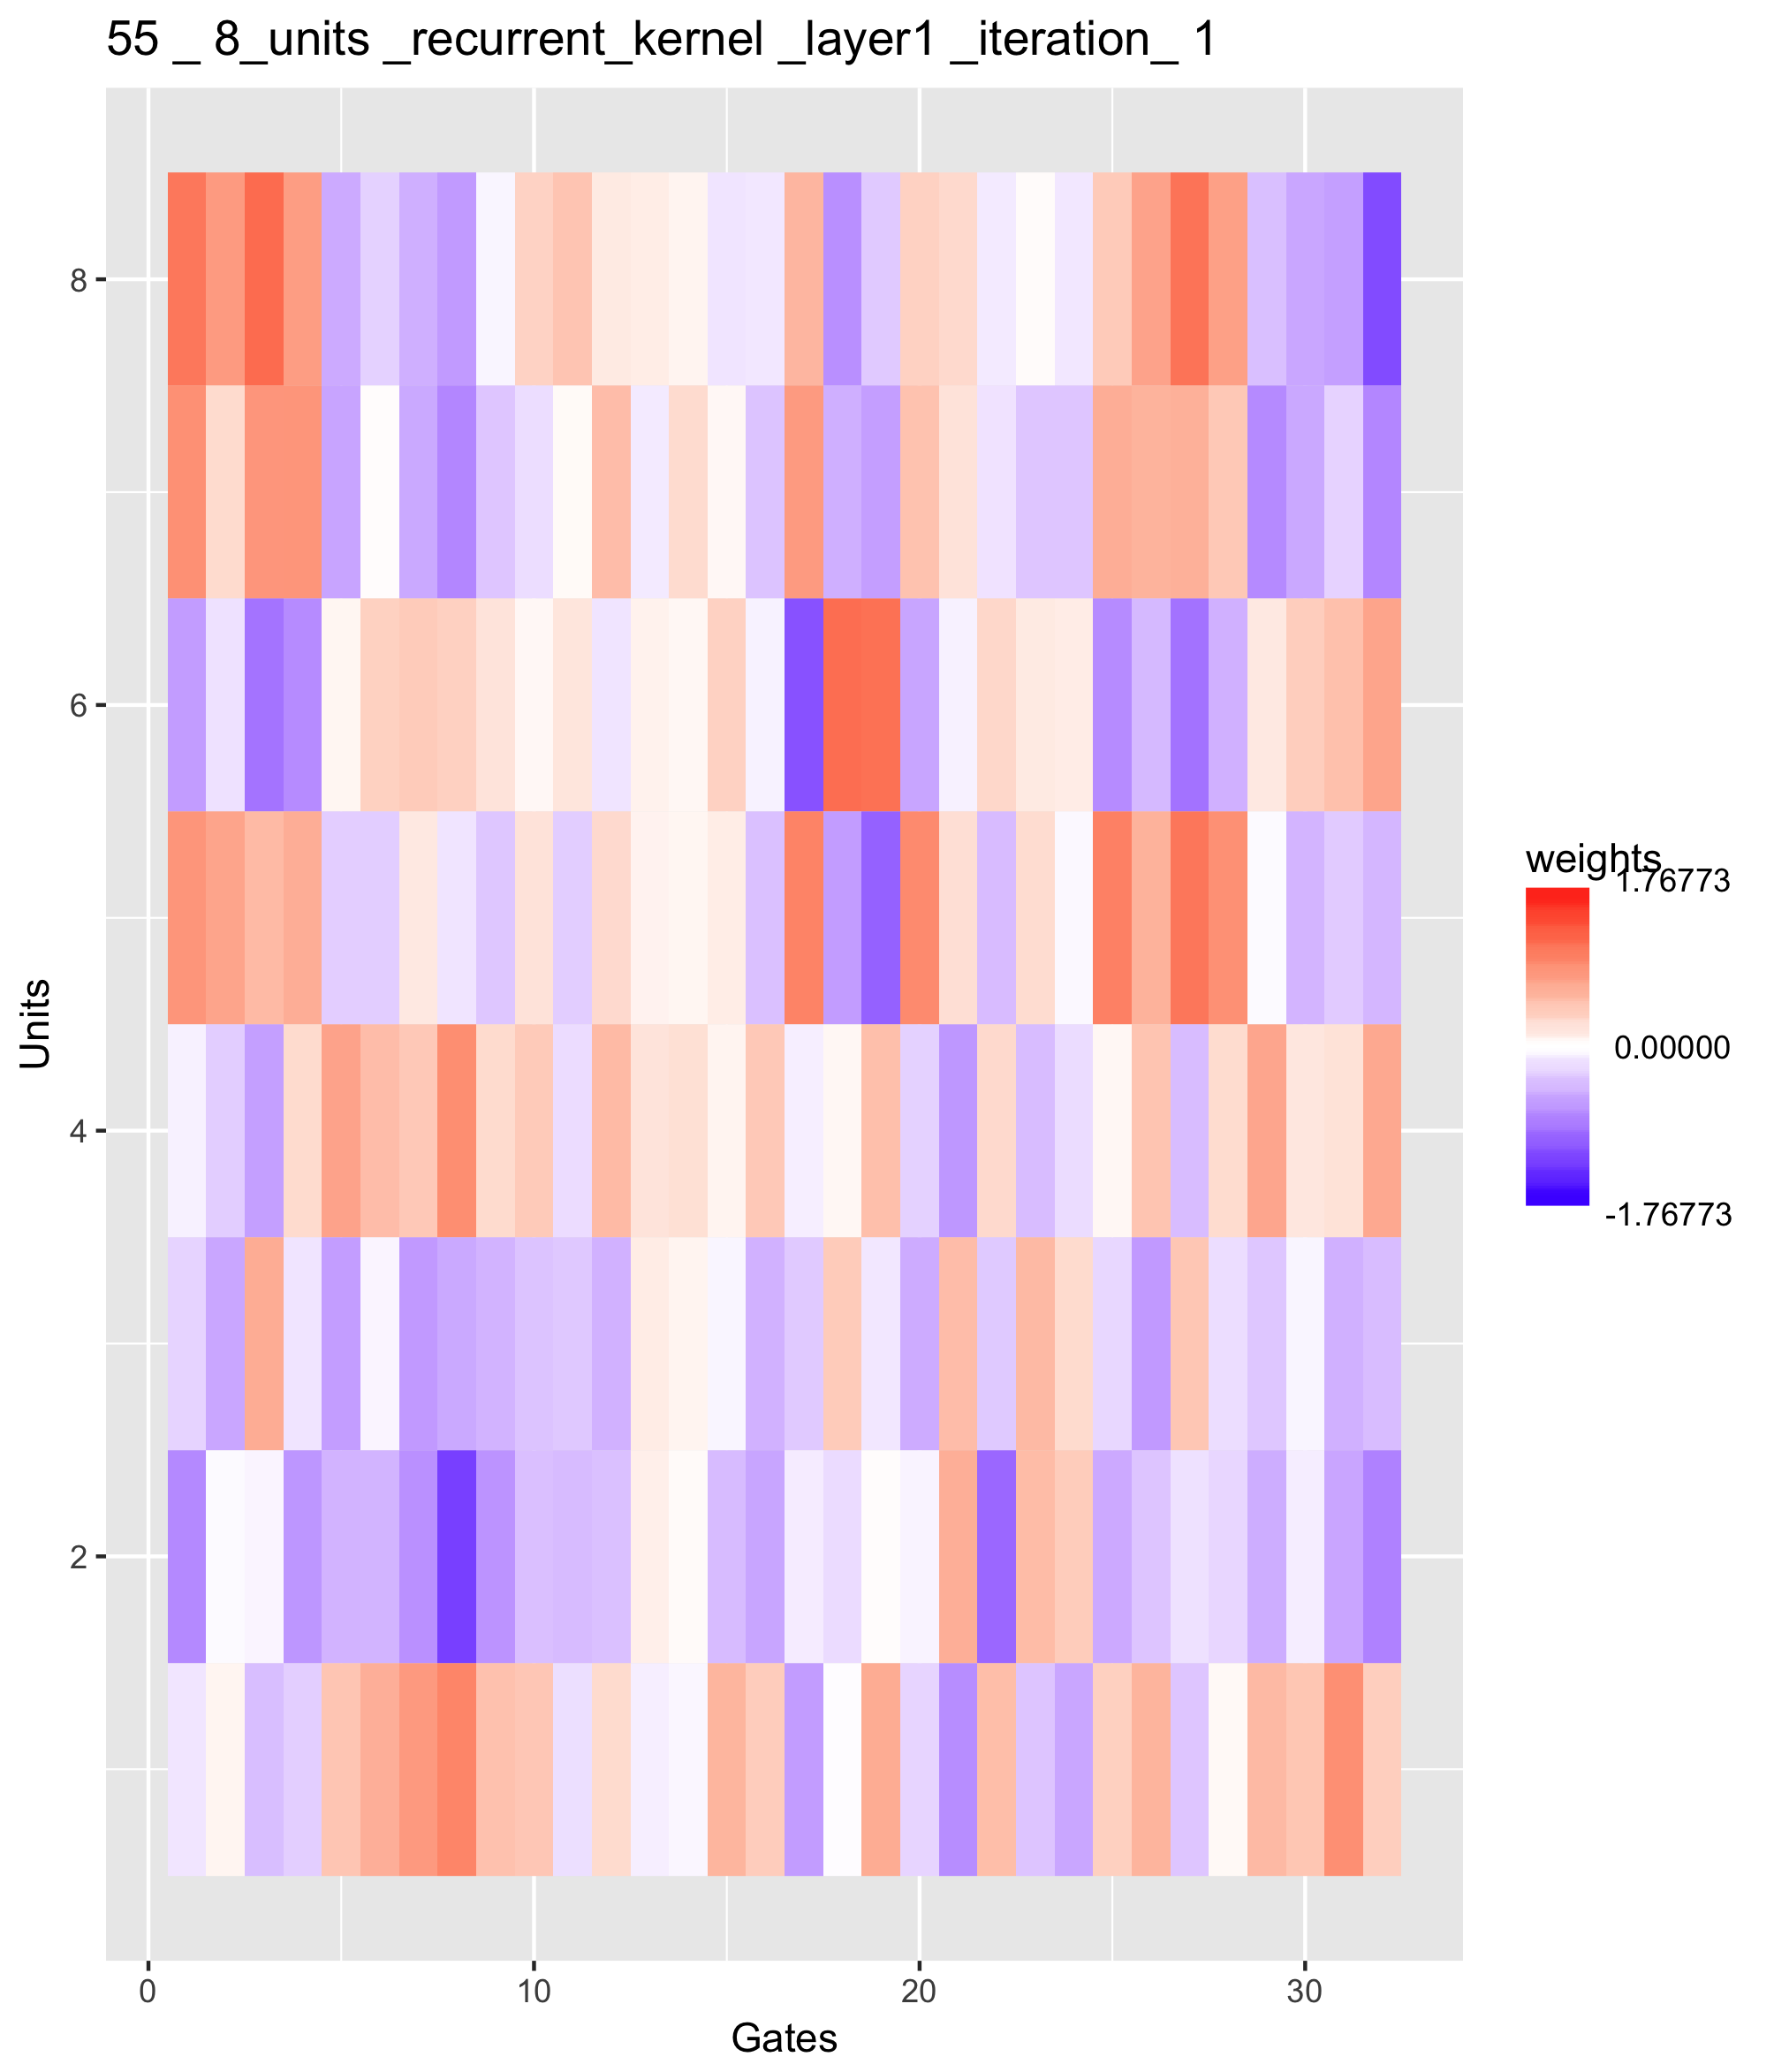 55 _ 8_units _recurrent_kernel _layer1 _iteration_ 1
8
6
4
2
Units
0 10 20 30
Gates
weights
1.76773
0.00000
-1.76773